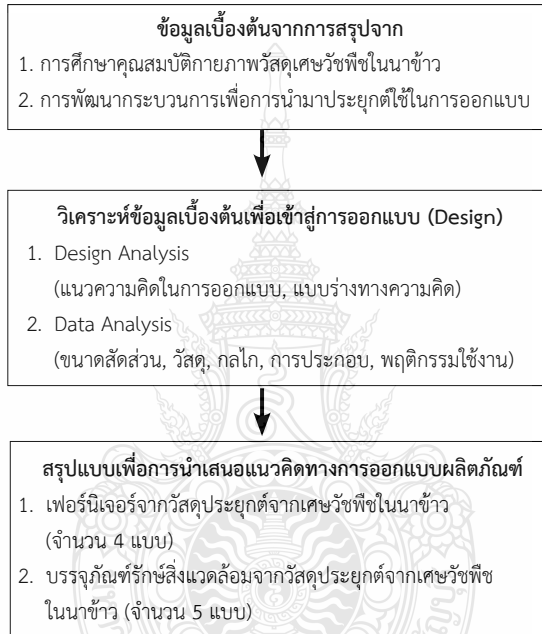 ข้อมูลเบื้องต้นจากการสรุปจาก
1. การศึกษาคุณสมบัติกายภาพวัสดุเศษวัชพืชในนาข้าว
2. การพัฒนากระบวนการเพื่อการนำมาประยุกต์ใช้ในการออกแบบ
วิเคราะห์ข้อมูลเบื้องต้นเพื่อเข้าสู่การออกแบบ (Design)
1. Design Analysis
(แนวความคิดในการออกแบบ, แบบร่างทางความคิด)
2. Data Analysis
(ขนาดสัดส่วน, วัสดุ, กลไก, การประกอบ, พฤติกรรมใช้งาน)
สรุปแบบเพื่อการนำเสนอแนวคิดทางการออกแบบผลิตภัณฑ์
1. เฟอร์นิเจอร์จากวัสดุประยุกต์จากเศษวัชพืชในนาข้าว
(จำนวน 4 แบบ)
2. บรรจุภัณฑ์รักษ์สิ่งแวดล้อมจากวัสดุประยุกต์จากเศษวัชพืช
ในนาข้าว (จำนวน 5 แบบ)